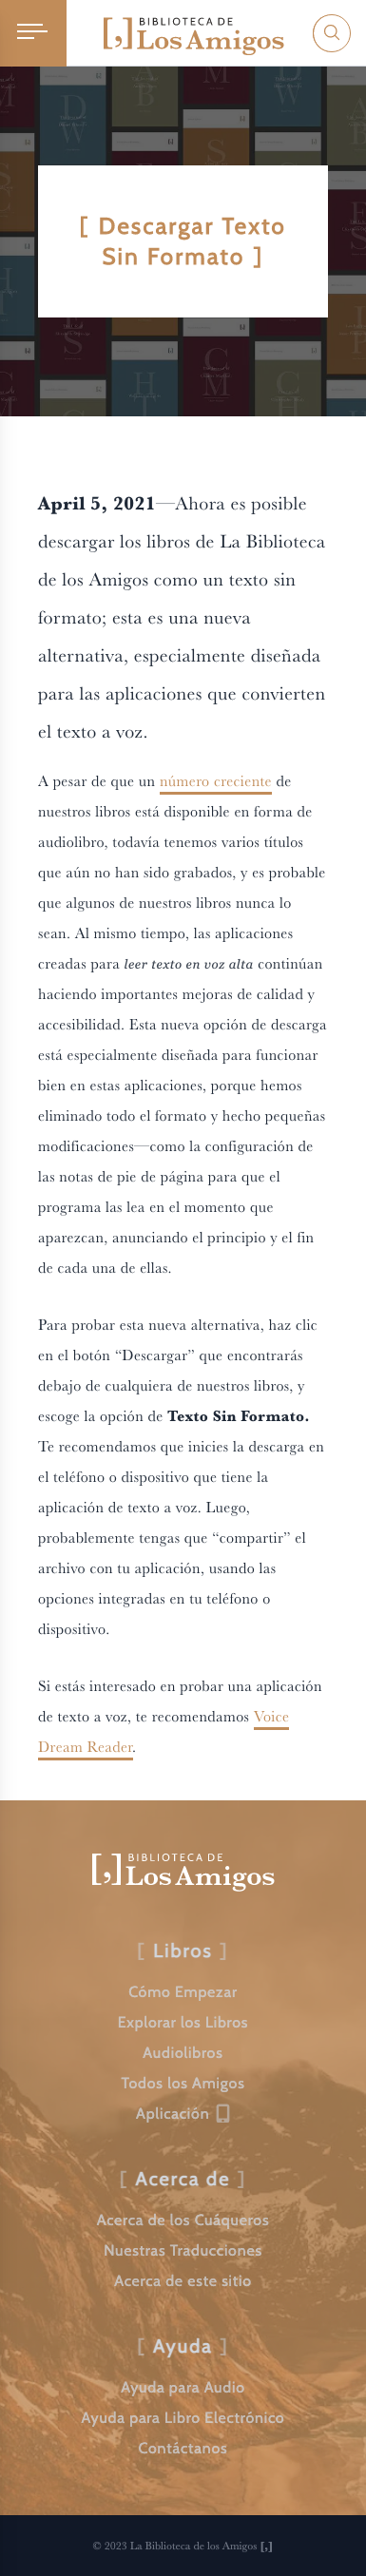 BIBLIOTECA DE
[;] Los Amigos
[ Descargar Texto
Sin Formato ]
April 5, 2021—Ahora es posible
descargar los libros de La Biblioteca
de los Amigos como un texto sin
formato; esta es una nueva
alternativa, especialmente diseñada
para las aplicaciones que convierten
el texto a voz.
A pesar de que un número creciente de
nuestros libros está disponible en forma de
audiolibro, todavía tenemos varios títulos
que aún no han sido grabados, y es probable
que algunos de nuestros libros nunca lo
sean. Al mismo tiempo, las aplicaciones
creadas para leer texto en voz alta continúan
haciendo importantes mejoras de calidad y
accesibilidad. Esta nueva opción de descarga
está especialmente diseñada para funcionar
bien en estas aplicaciones, porque hemos
eliminado todo el formato y hecho pequeñas
modificaciones—como la configuración de
las notas de pie de página para que el
programa las lea en el momento que
aparezcan, anunciando el principio y el fin
de cada una de ellas.
Para probar esta nueva alternativa, haz clic
en el botón “Descargar” que encontrarás
debajo de cualquiera de nuestros libros, y
escoge la opción de Texto Sin Formato.
Te recomendamos que inicies la descarga en
el teléfono o dispositivo que tiene la
aplicación de texto a voz. Luego,
probablemente tengas que “compartir” el
archivo con tu aplicación, usando las
opciones integradas en tu teléfono o
dispositivo.
Si estás interesado en probar una aplicación
de texto a voz, te recomendamos Voice
Dream Reader.
BIBLIOTECA DE
[;] Los Amigos
[ Libros ]
Cómo Empezar
Explorar los Libros
Audiolibros
Todos los Amigos
Aplicación
[ Acerca de ]
Acerca de los Cuáqueros
Nuestras Traducciones
Acerca de este sitio
[ Ayuda ]
Ayuda para Audio
Ayuda para Libro Electrónico
Contáctanos
© 2023 La Biblioteca de los Amigos [,]